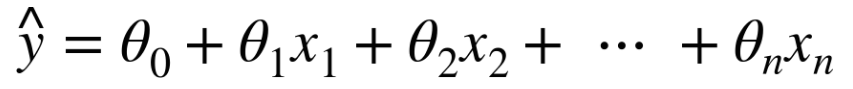 ŷ = θ₀ + θ₁x₁ + θ₂x₂ + ⋯ + θₙxₙ